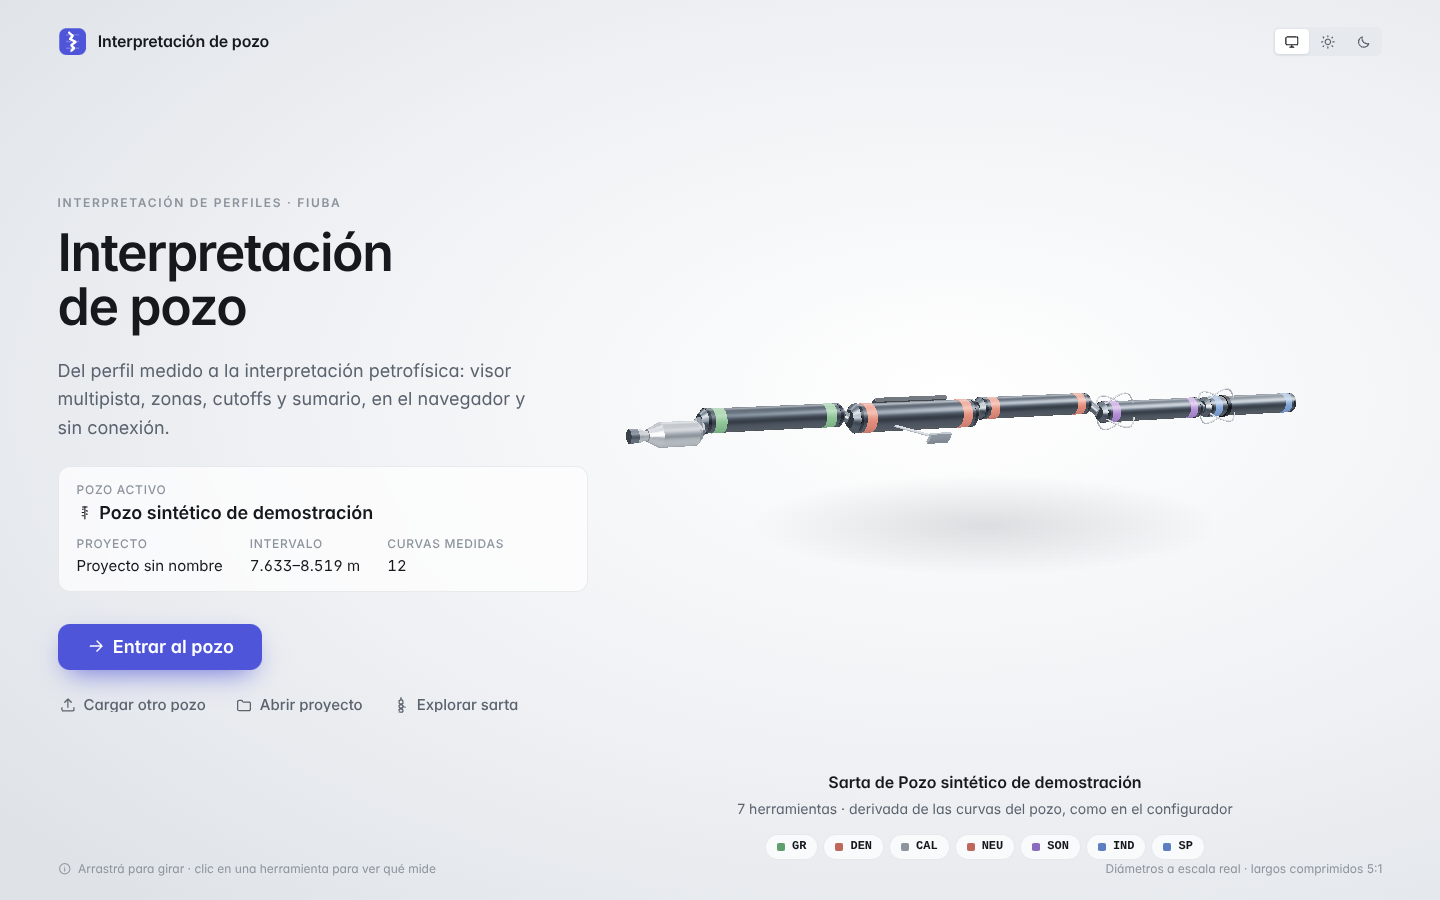 Interpretación de pozo
INTERPRETACIÓN DE PERFILES · FIUBA
Interpretación
de pozo
Del perfil medido a la interpretación petrofísica: visor
multipista, zonas, cutoffs y sumario, en el navegador y
sin conexión.
POZO ACTIVO
Pozo sintético de demostración
PROYECTO INTERVALO CURVAS MEDIDAS
Proyecto sin nombre 7.633–8.519 m 12
Entrar al pozo
Cargar otro pozo Abrir proyecto Explorar sarta
Sarta de Pozo sintético de demostración
7 herramientas · derivada de las curvas del pozo, como en el configurador
GR DEN CAL NEU SON IND SP
Arrastrá para girar · clic en una herramienta para ver qué mide
Diámetros a escala real · largos comprimidos 5:1